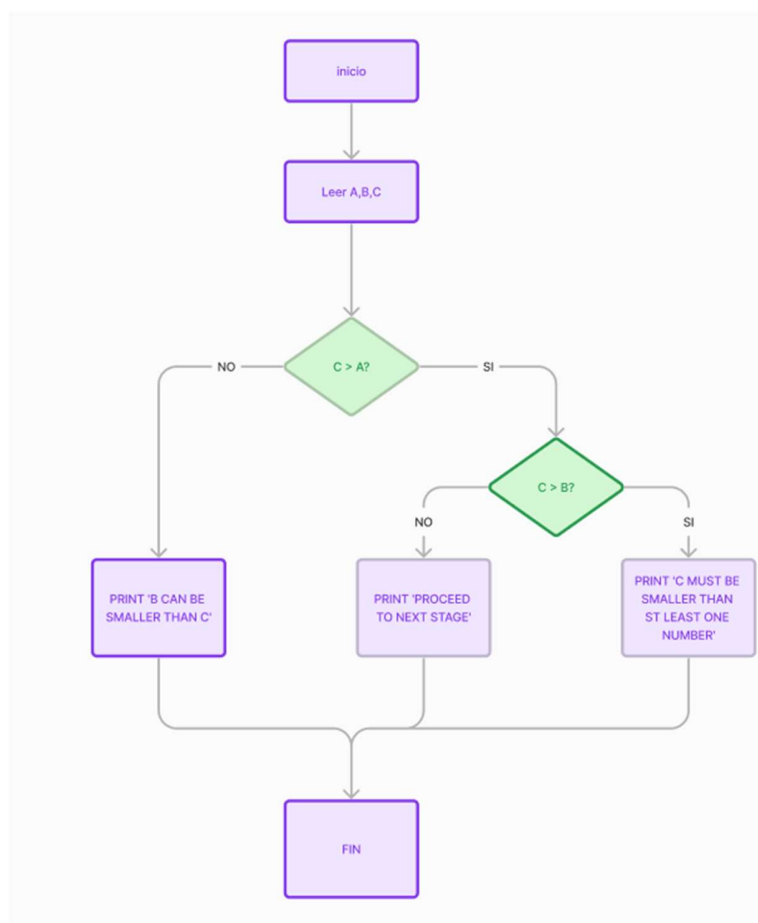 inicio
Leer A,B,C
C > A?
NO
SI
C > B?
NO
SI
PRINT 'B CAN BE
SMALLER THAN C'
PRINT 'PROCEED
TO NEXT STAGE'
PRINT 'C MUST BE
SMALLER THAN
ST LEAST ONE
NUMBER'
FIN